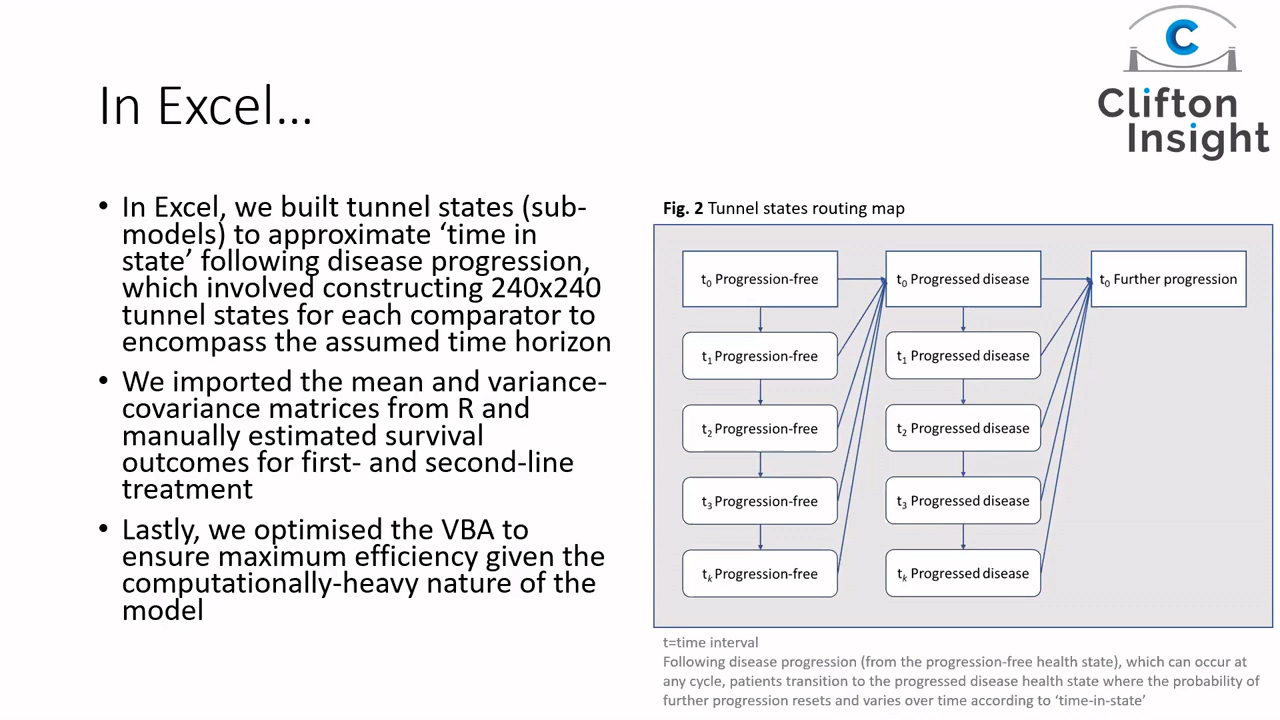 C
Clifton
Insight
In Excel...
• In Excel, we built tunnel states (sub-
models) to approximate ‘time in
state’ following disease progression,
which involved constructing 240x240
tunnel states for each comparator to
encompass the assumed time horizon
• We imported the mean and variance-
covariance matrices from R and
manually estimated survival
outcomes for first- and second-line
treatment
• Lastly, we optimised the VBA to
ensure maximum efficiency given the
computationally-heavy nature of the
model
Fig. 2 Tunnel states routing map
t0 Progression-free
t0 Progressed disease
t0 Further progression
t1 Progression-free
t1 Progressed disease
t2 Progression-free
t2 Progressed disease
t3 Progression-free
t3 Progressed disease
tk Progression-free
tk Progressed disease
t=time interval
Following disease progression (from the progression-free health state), which can occur at
any cycle, patients transition to the progressed disease health state where the probability of
further progression resets and varies over time according to ‘time-in-state’